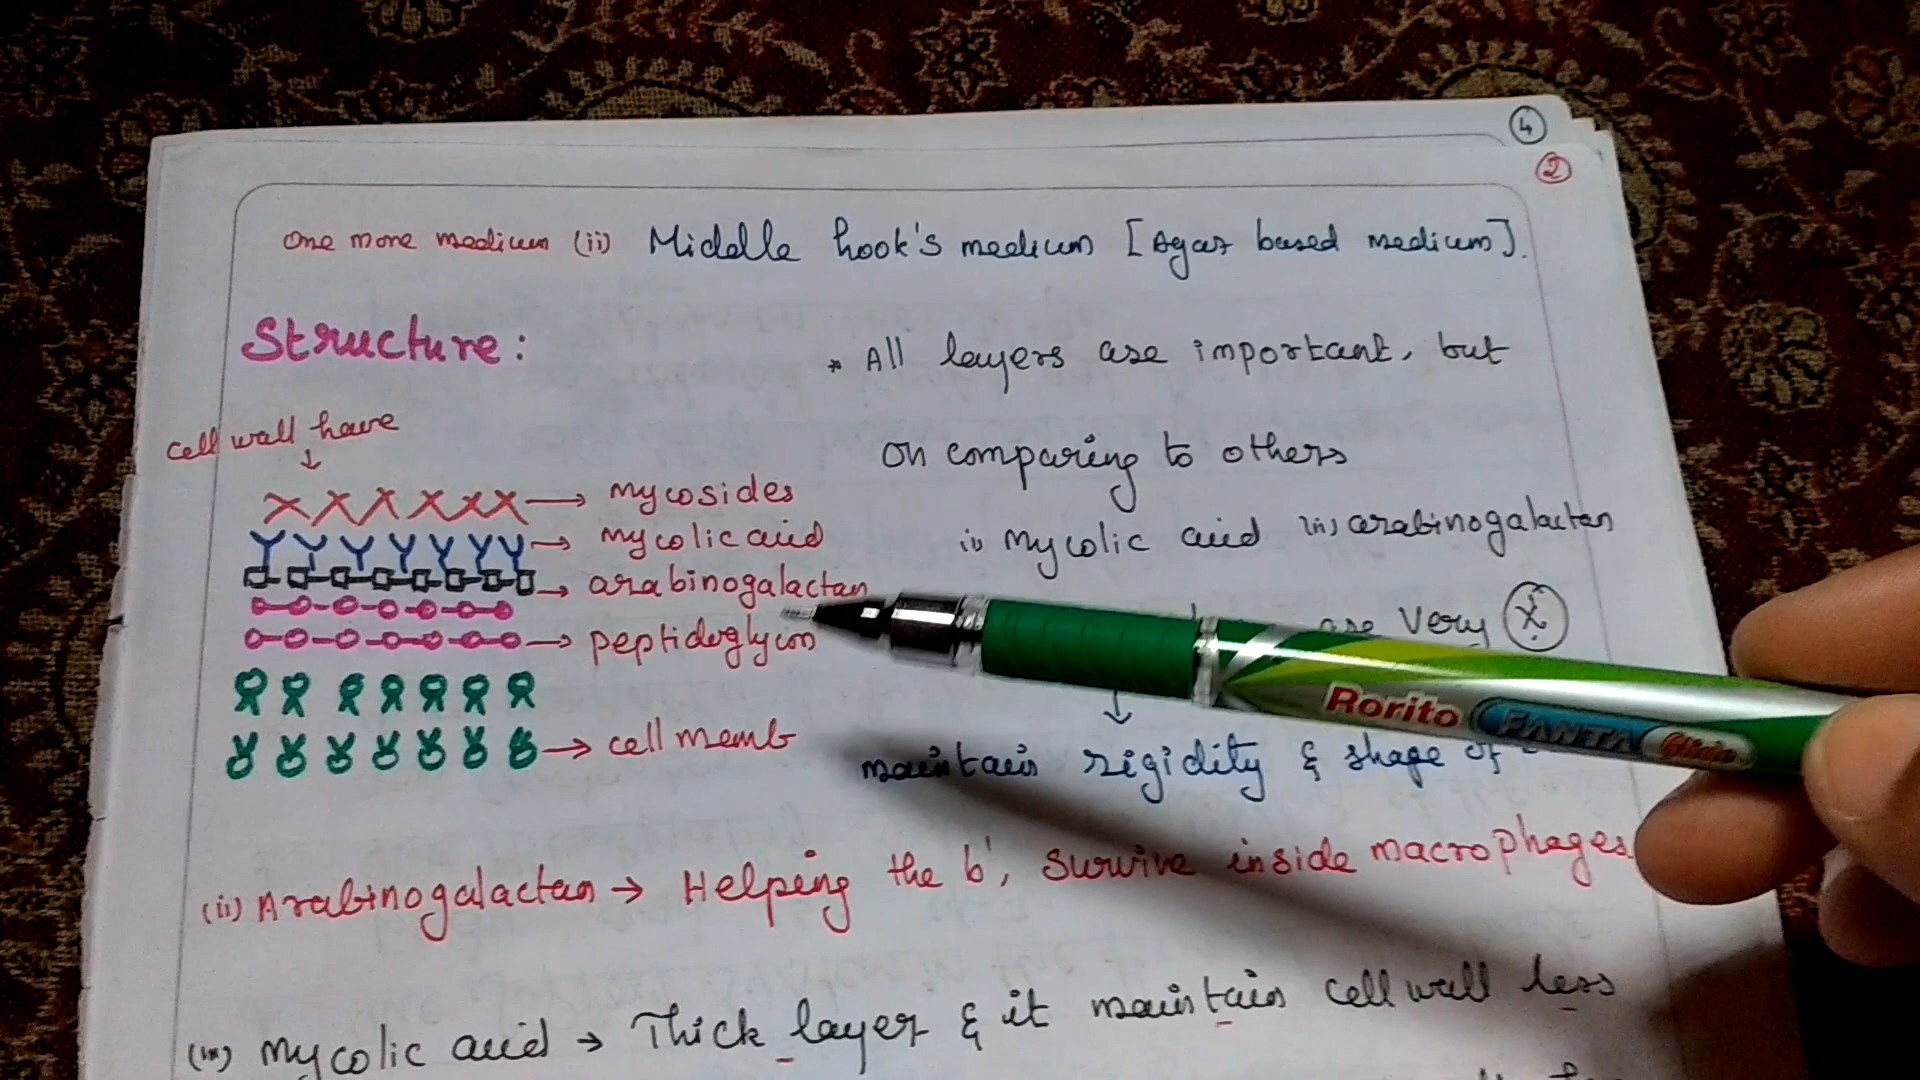 4
2
One more medium (ii) Middle hook's medium [Agar based medium].
Structure:
* All layers are important, but
cell wall have
on comparing to others
mycosides
mycolic acid
i) Mycolic acid ii) arabinogalactan
arabinogalactan
are very
peptidoglycan
Rorito FANTA
cell memb
maintain rigidity & shape of
(ii) Arabinogalactan → Helping the b', survive inside macrophages
(iii) Mycolic acid → Thick layer & it maintain cell wall less